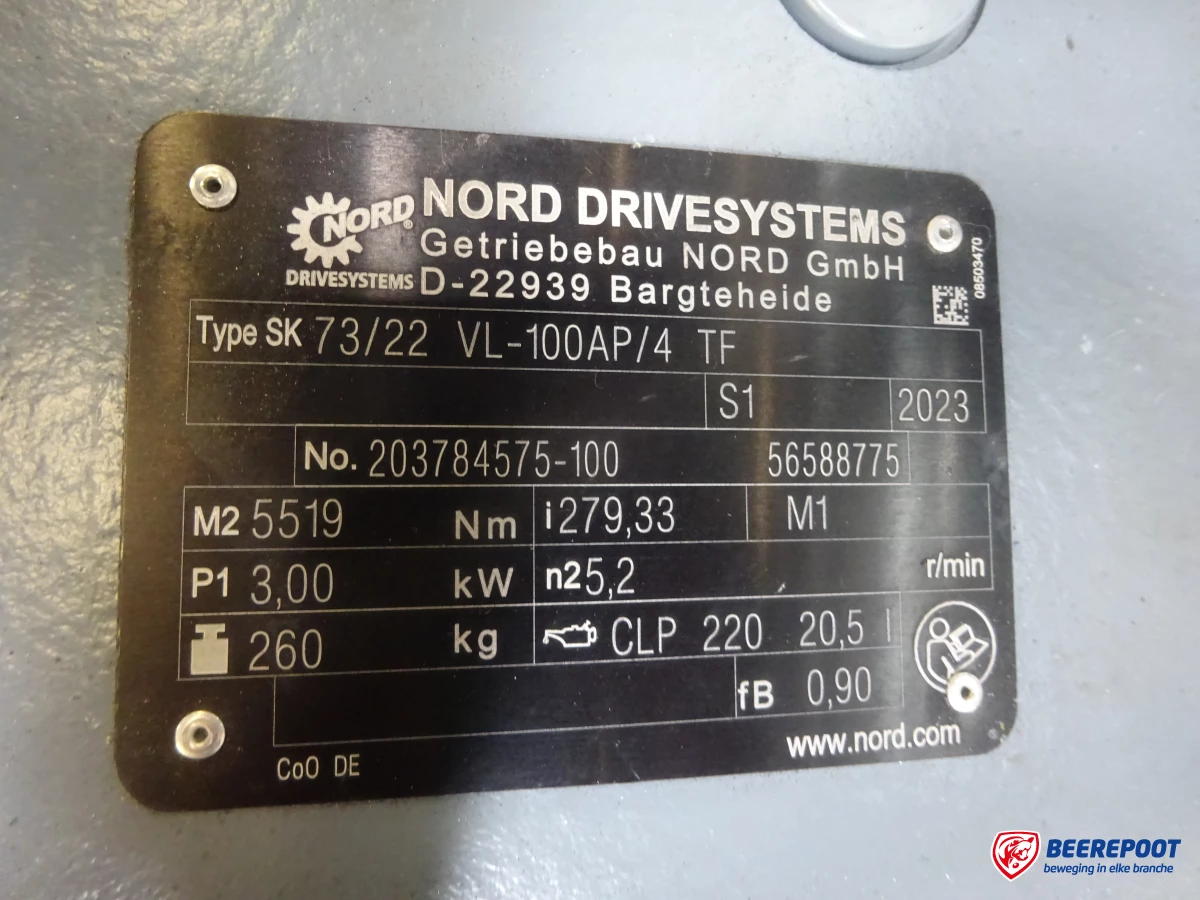 NORD DRIVESYSTEMS
NORD®
DRIVESYSTEMS
Getriebebau NORD GmbH
D-22939 Bargteheide
08503470
Type SK 73/22 VL-100AP/4 TF
S1 2023
No. 203784575-100 56588775
M2 5519 Nm i 279,33 M1
P1 3,00 kW n2 5,2 r/min
260 kg CLP 220 20,5 l
fB 0,90
www.nord.com
CoO DE
BEEREPOOT
beweging in elke branche